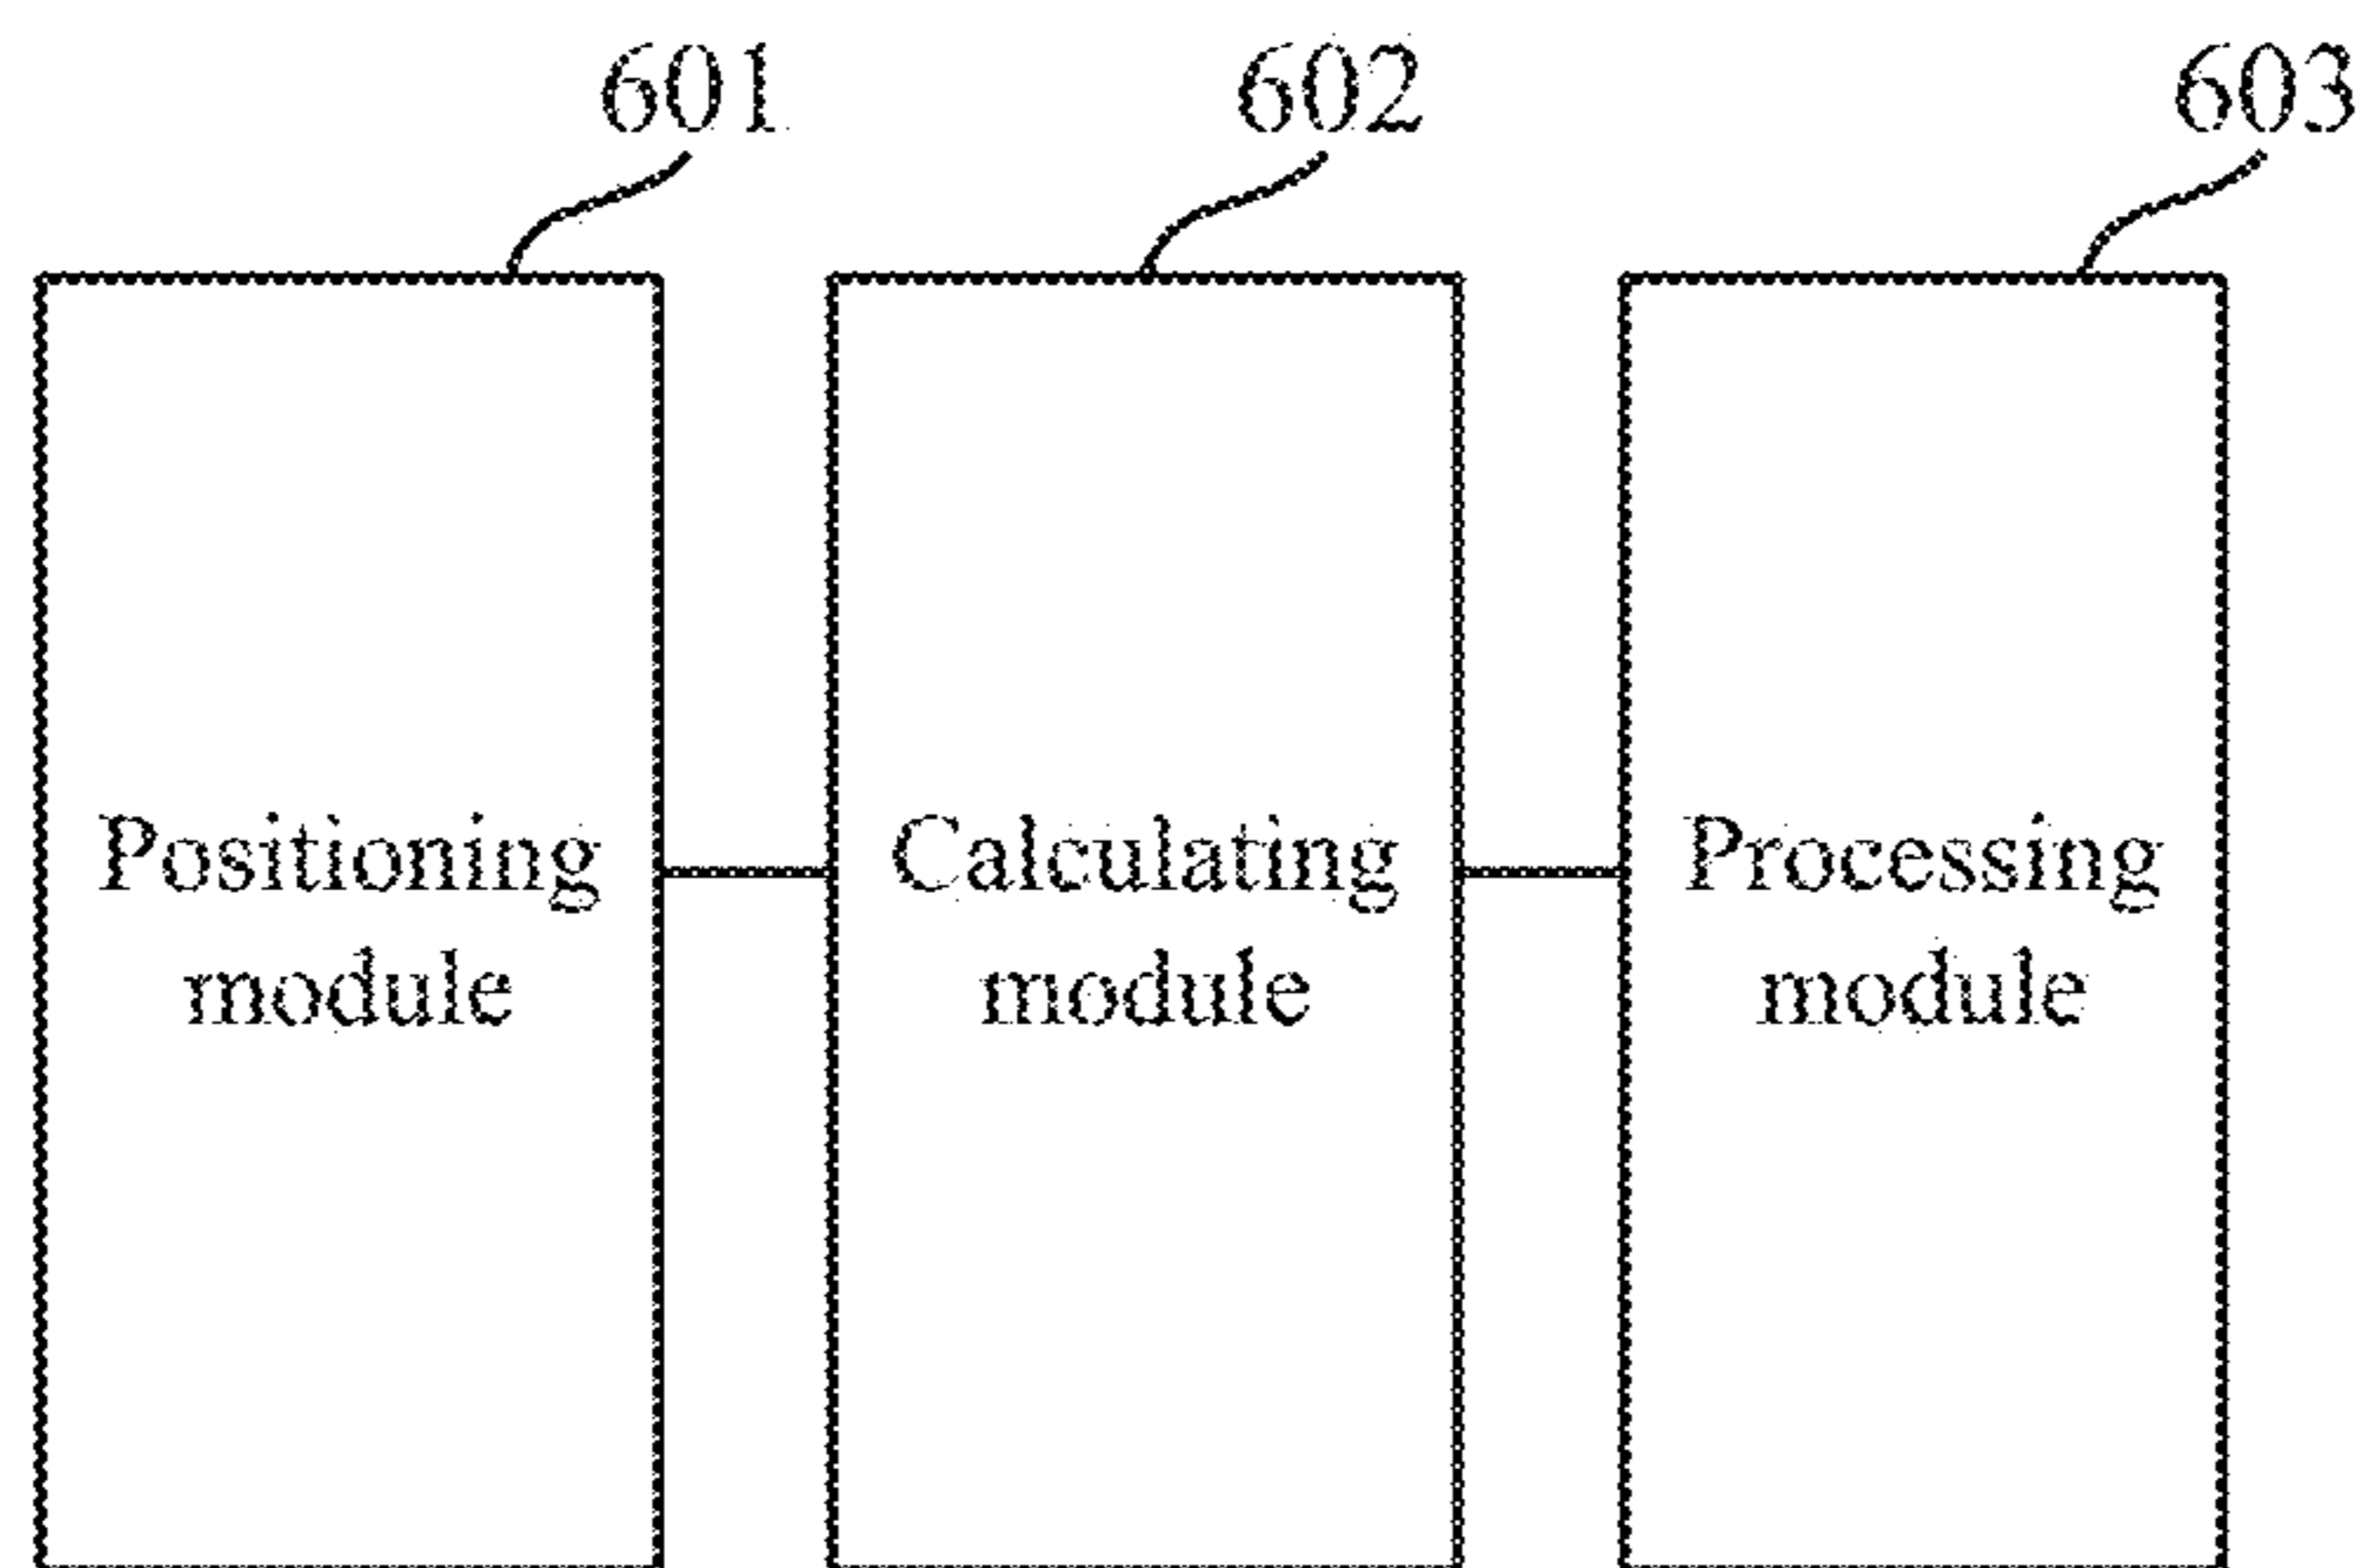 601
602
603
Positioning
module
Calculating
module
Processing
module